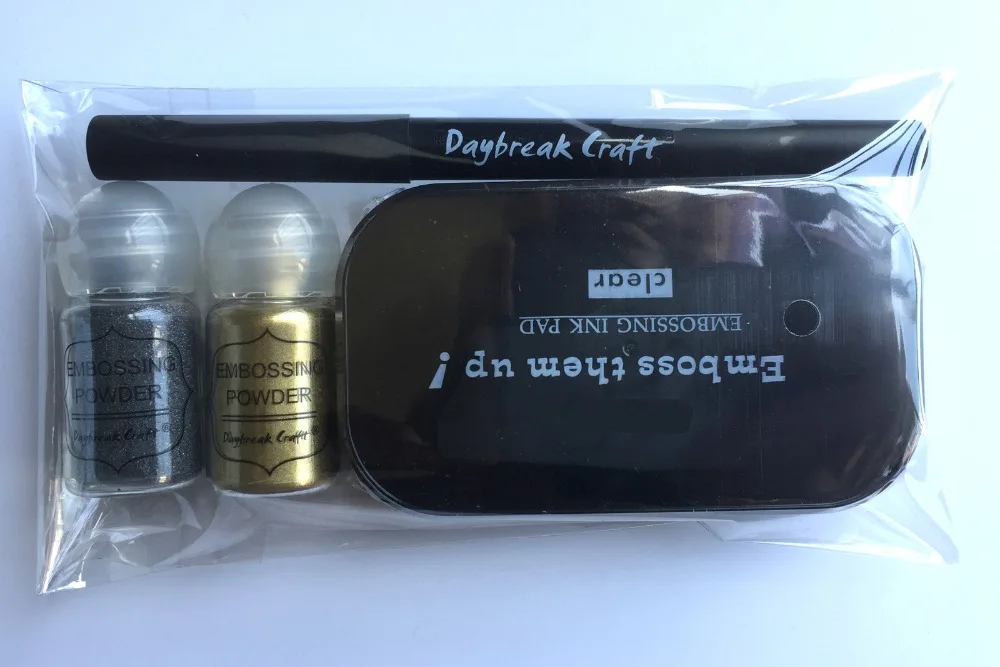 Daybreak Craft
EMBOSSING
POWDER
Daybreak Craft®
EMBOSSING
POWDER
Daybreak Craft®
Emboss them up!
EMBOSSING INK PAD
clear